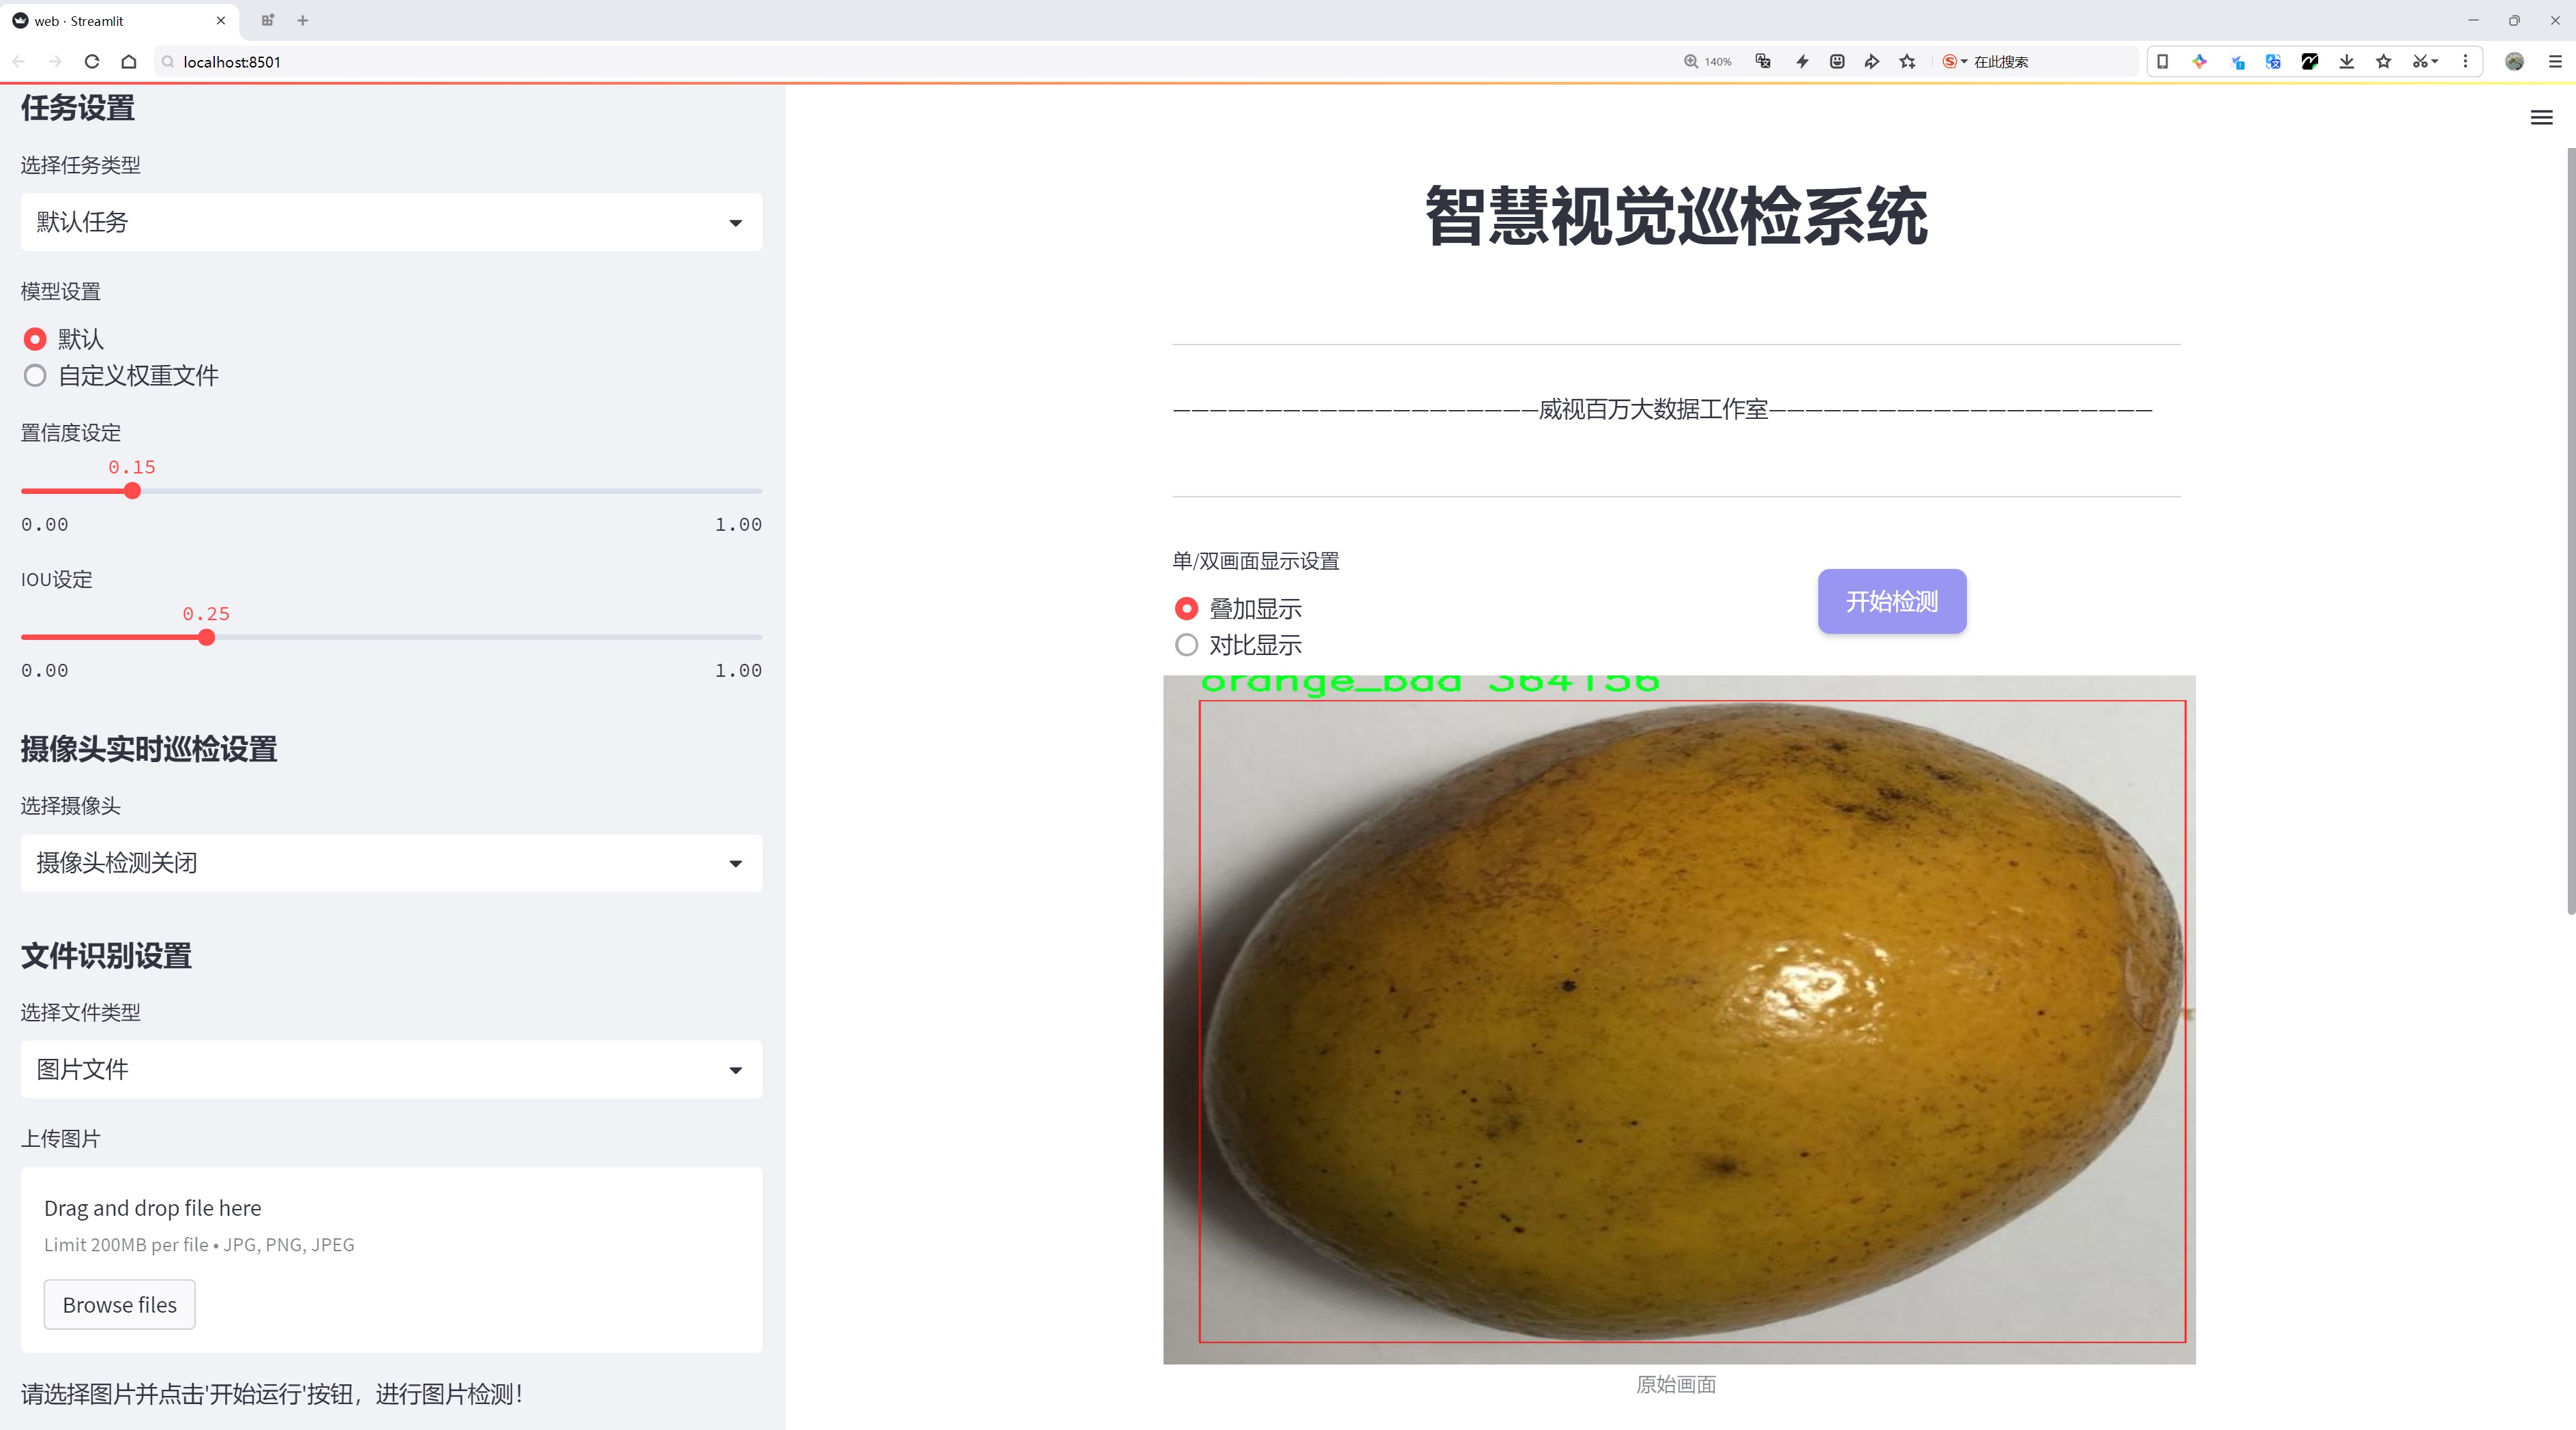 web · Streamlit
localhost:8501
140%
在此搜索
任务设置
选择任务类型
默认任务
模型设置
默认
自定义权重文件
置信度设定
0.15
0.00 1.00
IOU设定
0.25
0.00 1.00
摄像头实时巡检设置
选择摄像头
摄像头检测关闭
文件识别设置
选择文件类型
图片文件
上传图片
Drag and drop file here
Limit 200MB per file • JPG, PNG, JPEG
Browse files
请选择图片并点击'开始运行'按钮，进行图片检测！
智慧视觉巡检系统
————————————————————威视百万大数据工作室—————————————————————
单/双画面显示设置
叠加显示
对比显示
开始检测
orange_bad 364156
原始画面